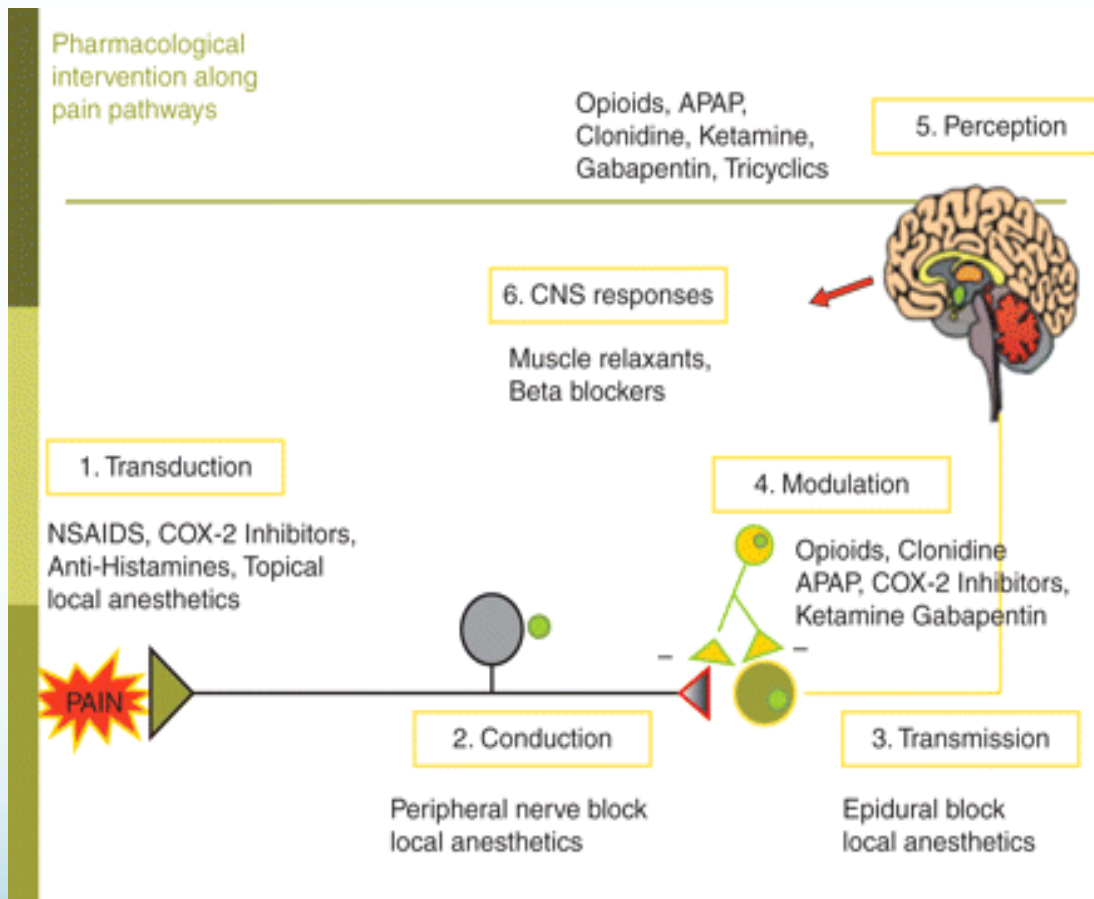 Pharmacological
intervention along
pain pathways
Opioids, APAP,
Clonidine, Ketamine,
Gabapentin, Tricyclics
5. Perception
6. CNS responses
Muscle relaxants,
Beta blockers
1. Transduction
NSAIDS, COX-2 Inhibitors,
Anti-Histamines, Topical
local anesthetics
4. Modulation
Opioids, Clonidine
APAP, COX-2 Inhibitors,
Ketamine Gabapentin
– –
PAIN
2. Conduction
Peripheral nerve block
local anesthetics
3. Transmission
Epidural block
local anesthetics